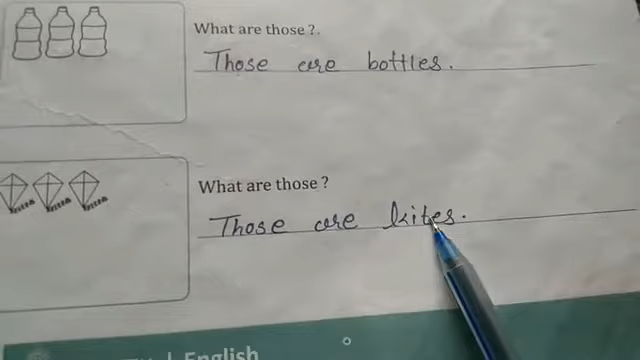 What are those ?.
Those are bottles.
What are those ?
Those are kites.
| English